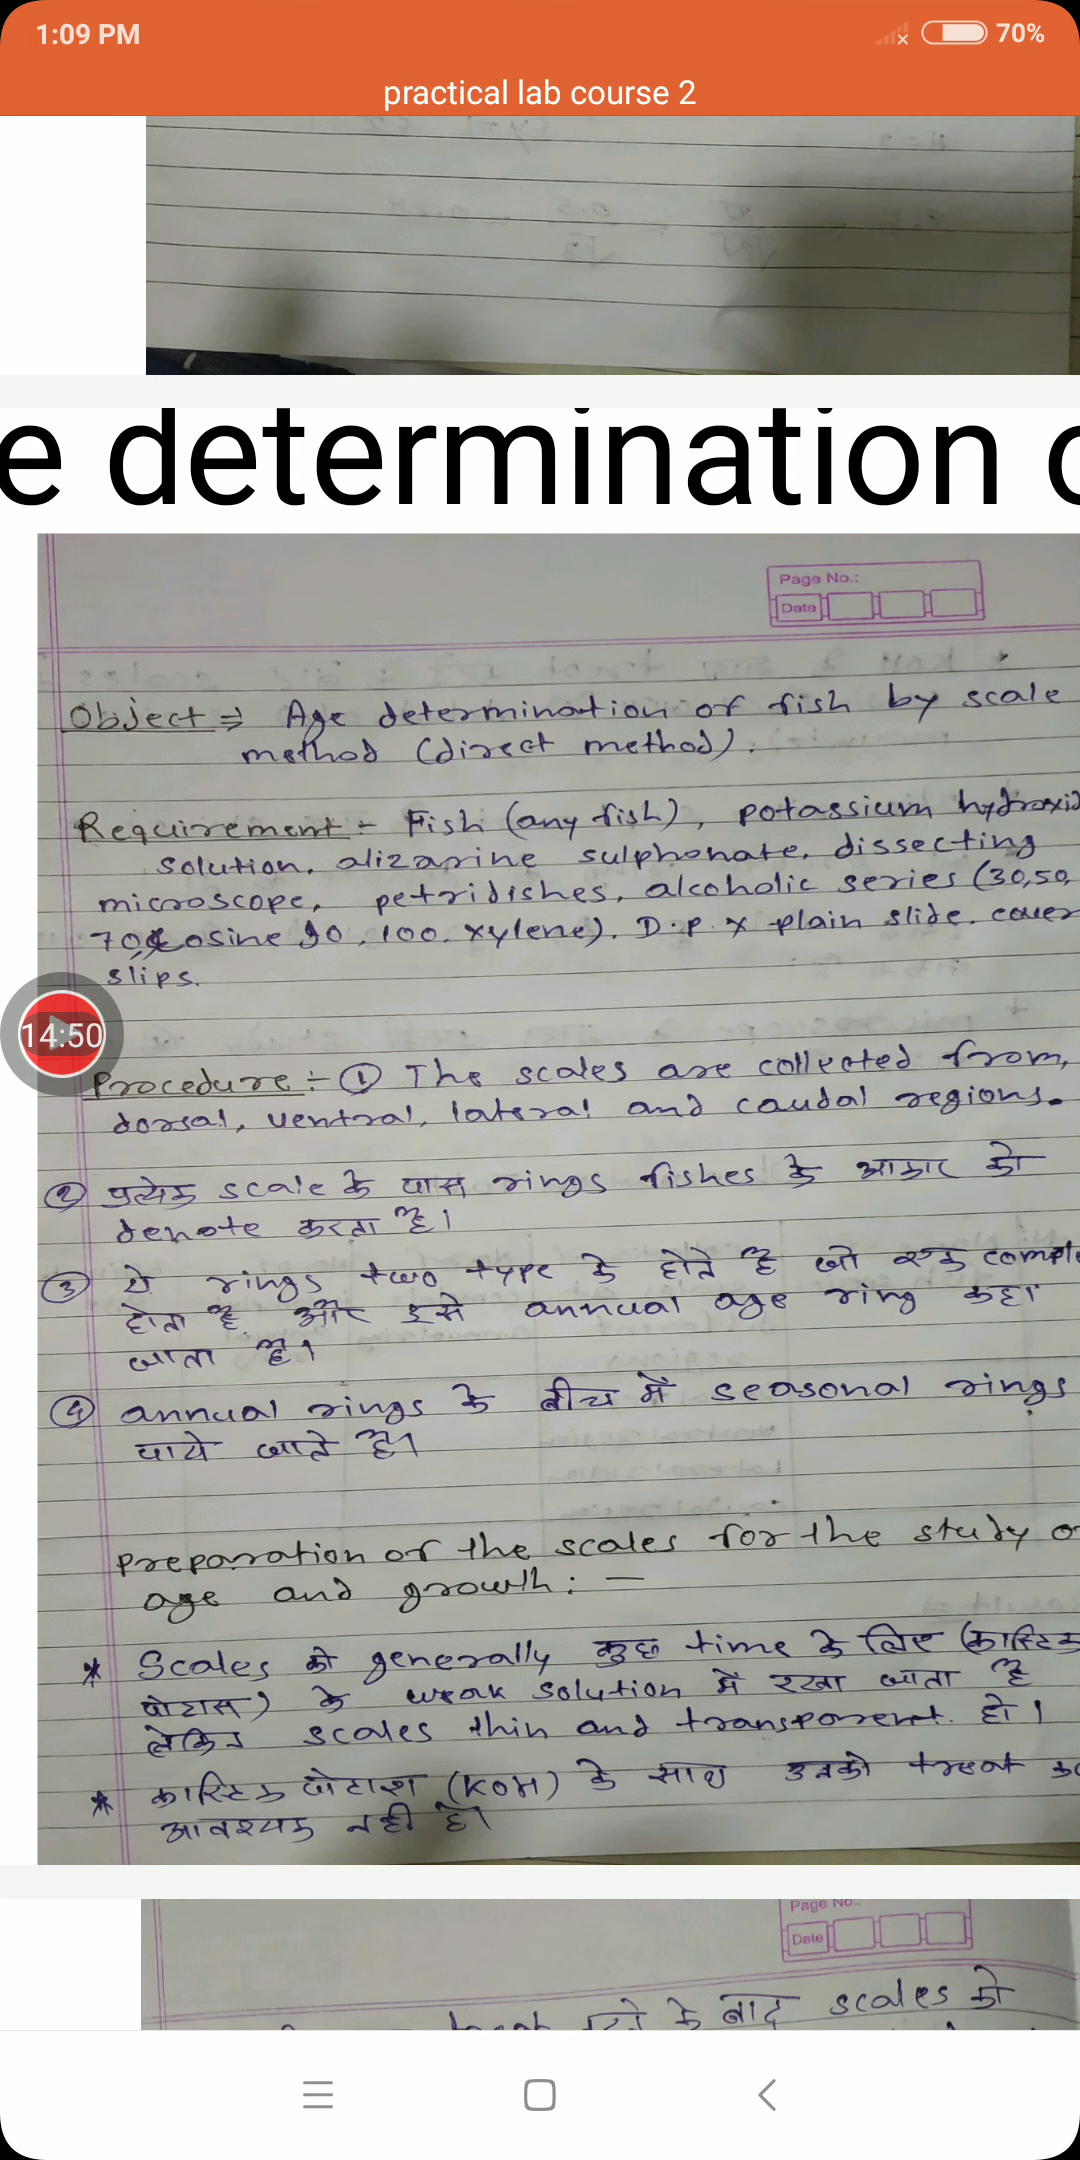 1:09 PM
70%
practical lab course 2
e determination o
Page No.:
Date
Object ⇒ Age determination of fish by scale
method (direct method).
Requirement :- Fish (any fish), potassium hydroxid
solution, alizarine sulphonate, dissecting
microscope, petridishes, alcoholic series (30,50,
70, eosine 90, 100, xylene). D.P.X plain slide. cover
slips.
14:50
Procedure :- ① The scales are collected from,
dorsal, ventral, lateral and caudal regions.
② प्रत्येक scale के पास rings fishes के आकार को
denote करता है।
③ ये rings two type के होते है जो एक comple
होता है और इसे annual age ring कहा
जाता है।
④ annual rings के बीच में seasonal rings
पाये जाते है।
Preparation of the scales for the study o
age and growth: —
* Scales को generally कुछ time के लिए (कास्टिक
पोटास) के weak solution में रखा जाता है
लेकिन scales thin and transparent. हो।
* कास्टिक पोटाश (KOH) के साथ उनको treat क
आवश्यक नही है।
Page No.:
Date
के बाद scales को